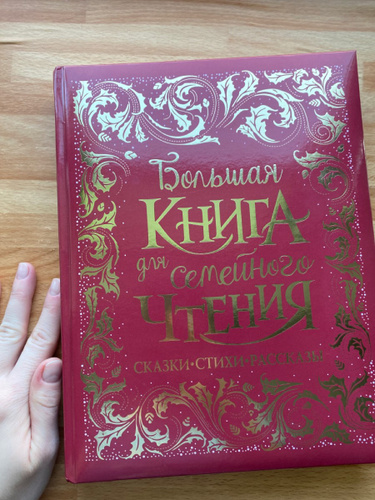 Большая
КНИГА
для семейного
ЧТЕНИЯ
СКАЗКИ•СТИХИ•РАССКАЗЫ